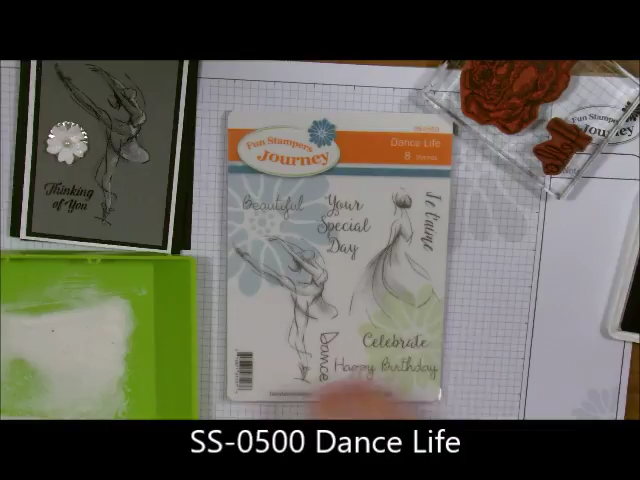 Thinking
of You
Fun Stampers
Journey
Dance Life
8 Stamps
Beautiful
Your
Special
Day
Je t'aime
Dance
Celebrate
Happy Birthday
Fun Stampers
SS-0500 Dance Life